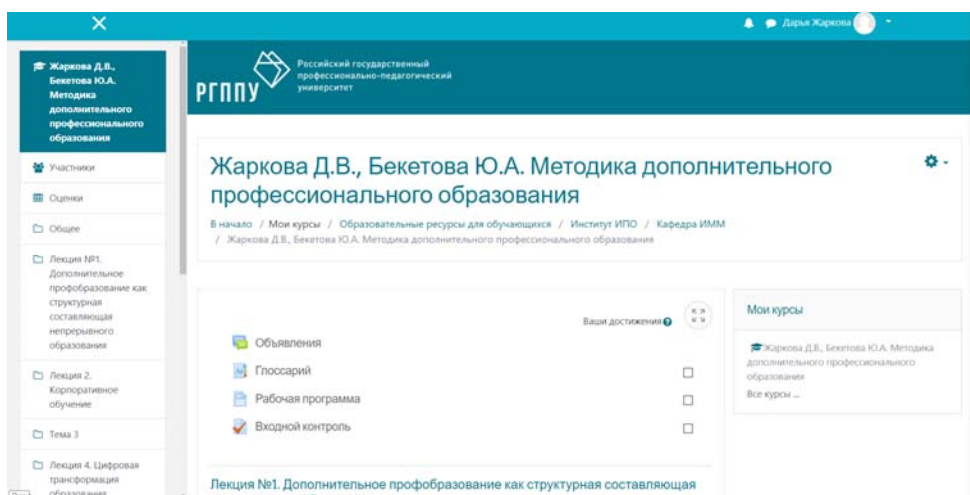 Дарья Жаркова
Жаркова Д.В.,
Бекетова Ю.А.
Методика
дополнительного
профессионального
образования
Участники
Оценки
Общее
Лекция №1.
Дополнительное
профобразование как
структурная
составляющая
непрерывного
образования
Лекция 2.
Корпоративное
обучение
Тема 3
Лекция 4. Цифровая
трансформация
образования
РГППУ
Российский государственный
профессионально-педагогический
университет
Жаркова Д.В., Бекетова Ю.А. Методика дополнительного
профессионального образования
В начало / Мои курсы / Образовательные ресурсы для обучающихся / Институт ИПО / Кафедра ИММ
/ Жаркова Д.В., Бекетова Ю.А. Методика дополнительного профессионального образования
Ваши достижения
Объявления
Глоссарий
Рабочая программа
Входной контроль
Лекция №1. Дополнительное профобразование как структурная составляющая
Мои курсы
Жаркова Д.В., Бекетова Ю.А. Методика
дополнительного профессионального
образования
Все курсы ...